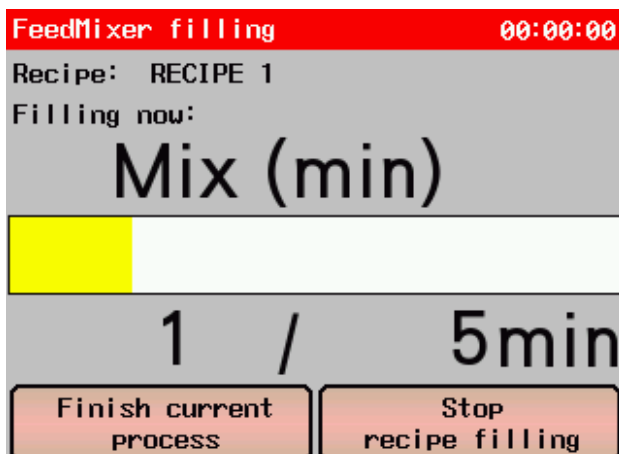 FeedMixer filling 00:00:00
Recipe: RECIPE 1
Filling now:
Mix (min)
1 / 5min
Finish current process
Stop recipe filling